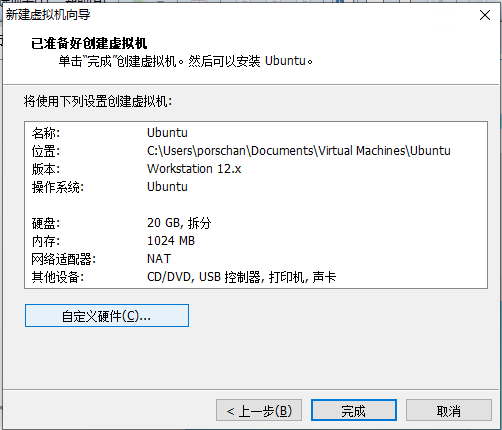 新建虚拟机向导
已准备好创建虚拟机
单击“完成”创建虚拟机。然后可以安装 Ubuntu。
将使用下列设置创建虚拟机:
名称: Ubuntu
位置: C:\Users\porschan\Documents\Virtual Machines\Ubuntu
版本: Workstation 12.x
操作系统: Ubuntu
硬盘: 20 GB, 拆分
内存: 1024 MB
网络适配器: NAT
其他设备: CD/DVD, USB 控制器, 打印机, 声卡
自定义硬件(C)...
< 上一步(B) 完成 取消